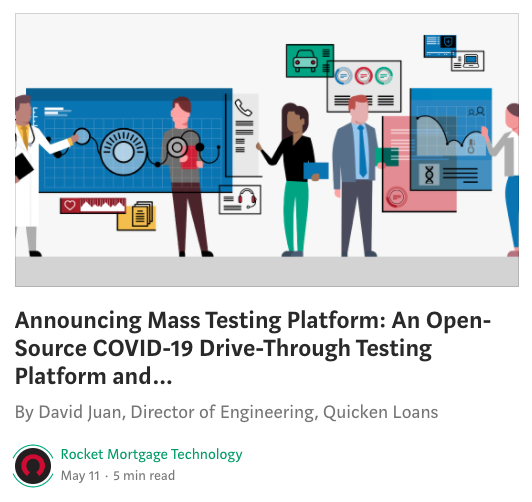 Announcing Mass Testing Platform: An Open-
Source COVID-19 Drive-Through Testing
Platform and...
By David Juan, Director of Engineering, Quicken Loans
Rocket Mortgage Technology
May 11 · 5 min read